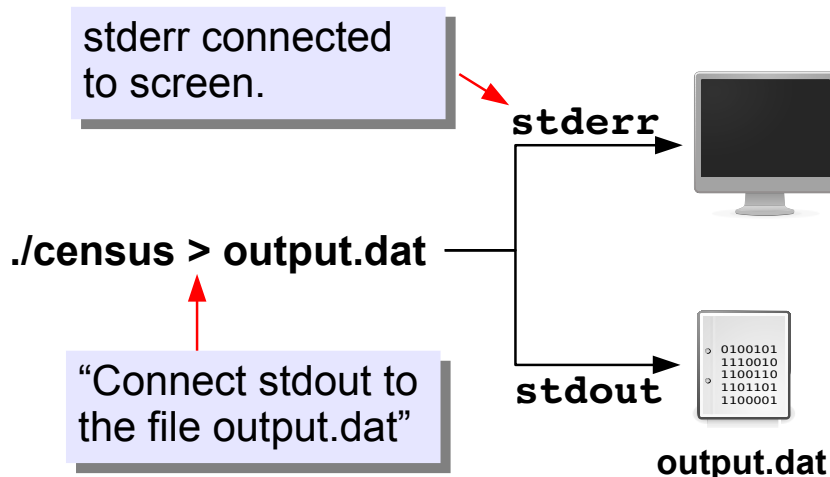 stderr connected
to screen.
stderr
./census > output.dat
“Connect stdout to
the file output.dat”
stdout
0100101
1110010
1100110
1101101
1100001
output.dat